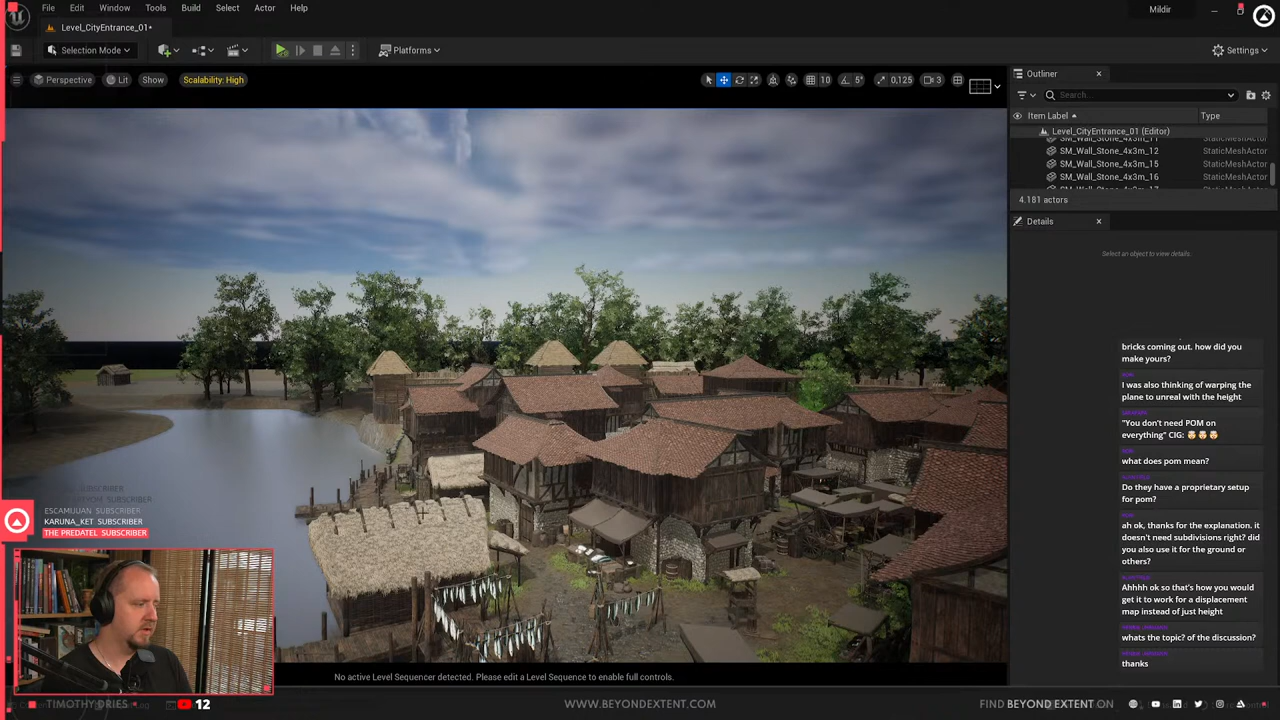 File Edit Window Tools Build Select Actor Help
Mildir
Level_CityEntrance_01*
Selection Mode
Platforms
Settings
Perspective
Lit
Show
Scalability: High
10
5°
0,125
3
Outliner
Search...
Item Label
Type
Level_CityEntrance_01 (Editor)
SM_Wall_Stone_4x3m_11 StaticMeshActor
SM_Wall_Stone_4x3m_12 StaticMeshActor
SM_Wall_Stone_4x3m_15 StaticMeshActor
SM_Wall_Stone_4x3m_16 StaticMeshActor
SM_Wall_Stone_4x3m_17
4.181 actors
Details
Select an object to view details.
bricks coming out. how did you
make yours?
I was also thinking of warping the
plane to unreal with the height
"You don't need POM on
everything" CIG:
what does pom mean?
Do they have a proprietary setup
for pom?
ah ok, thanks for the explanation. it
doesn't need subdivisions right? did
you also use it for the ground or
others?
Ahhhh ok so that's how you would
get it to work for a displacement
map instead of just height
whats the topic? of the discussion?
thanks
SUBSCRIBER
SUBSCRIBER
ESCAMUJAN SUBSCRIBER
KARUNA_KET SUBSCRIBER
THE PREDATEL SUBSCRIBER
No active Level Sequencer detected. Please edit a Level Sequence to enable full controls.
TIMOTHY DRIES
12
WWW.BEYONDEXTENT.COM
FIND BEYOND EXTENT ON